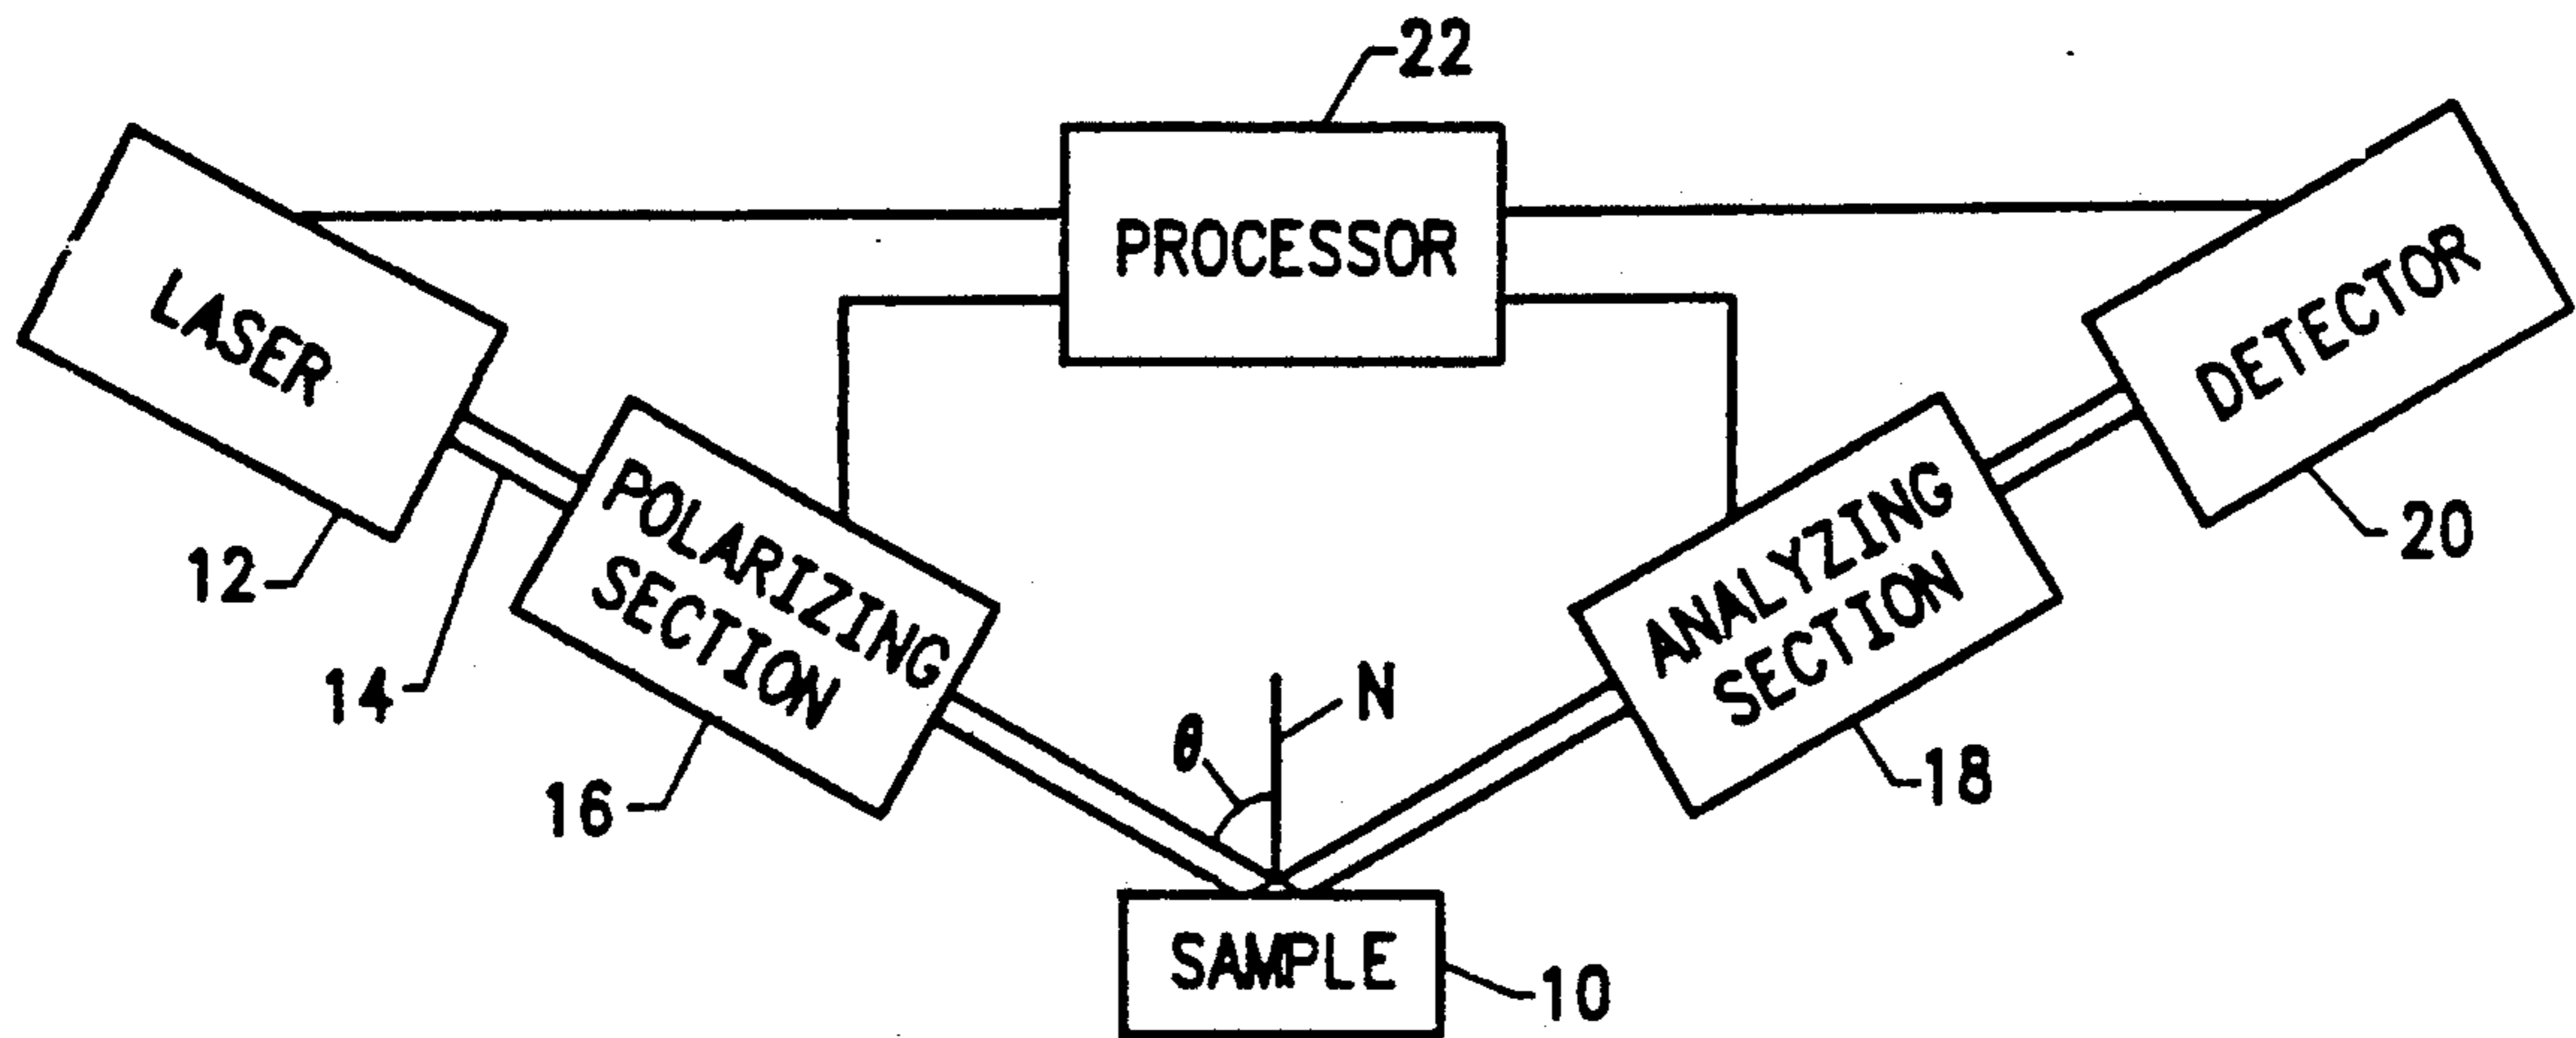 22
PROCESSOR
LASER
DETECTOR
12
14
POLARIZING
SECTION
16
ANALYZING
SECTION
18
20
θ
N
SAMPLE
10